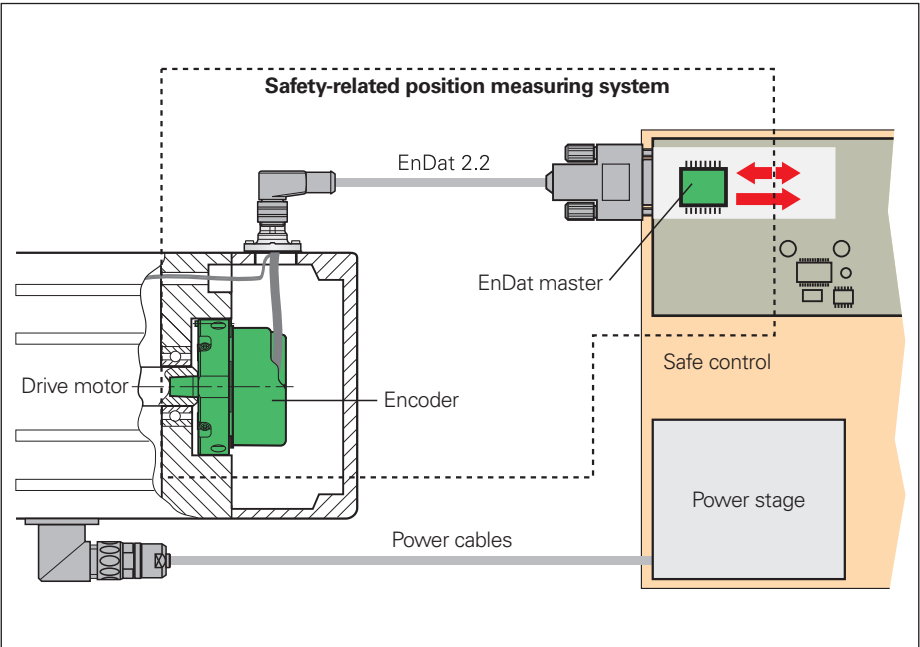 Safety-related position measuring system
EnDat 2.2
EnDat master
Safe control
Drive motor
Encoder
Power stage
Power cables